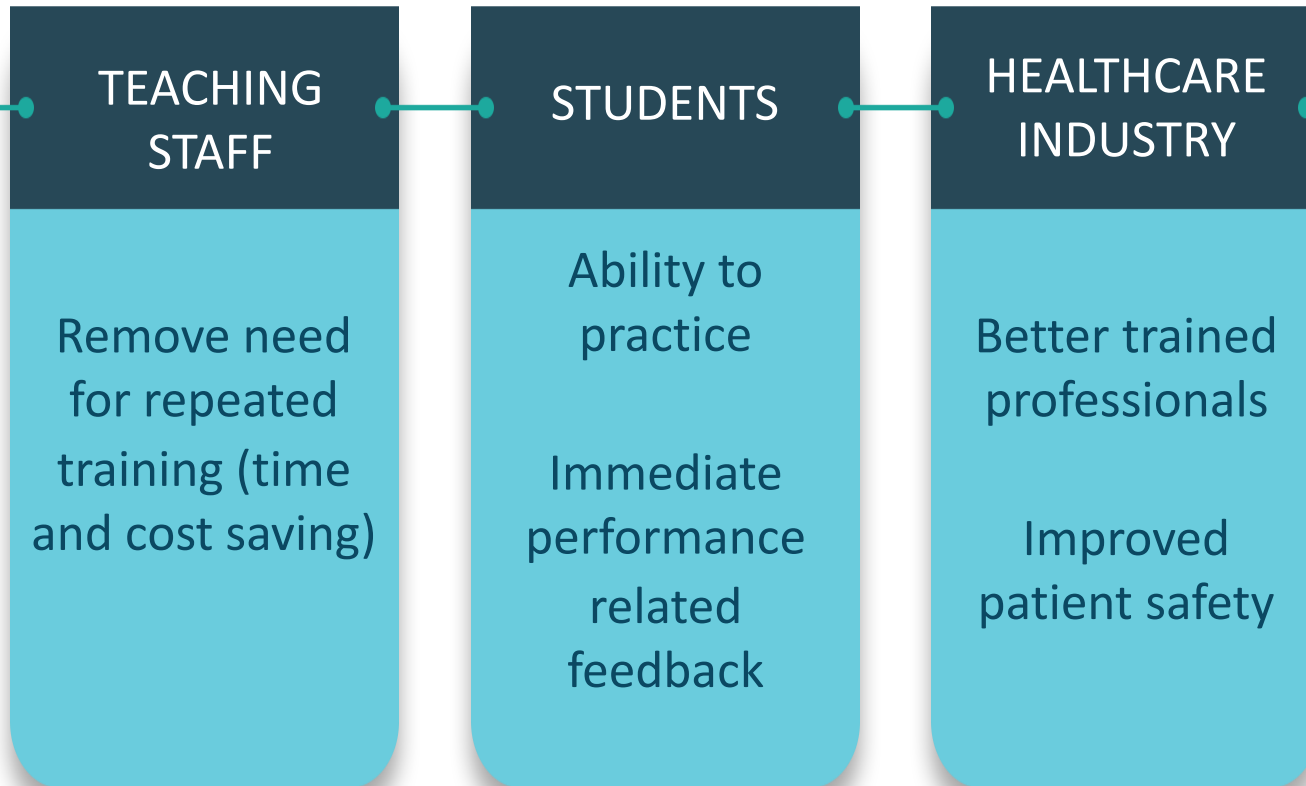 TEACHING
STAFF
Remove need
for repeated
training (time
and cost saving)
STUDENTS
Ability to
practice
Immediate
performance
related
feedback
HEALTHCARE
INDUSTRY
Better trained
professionals
Improved
patient safety